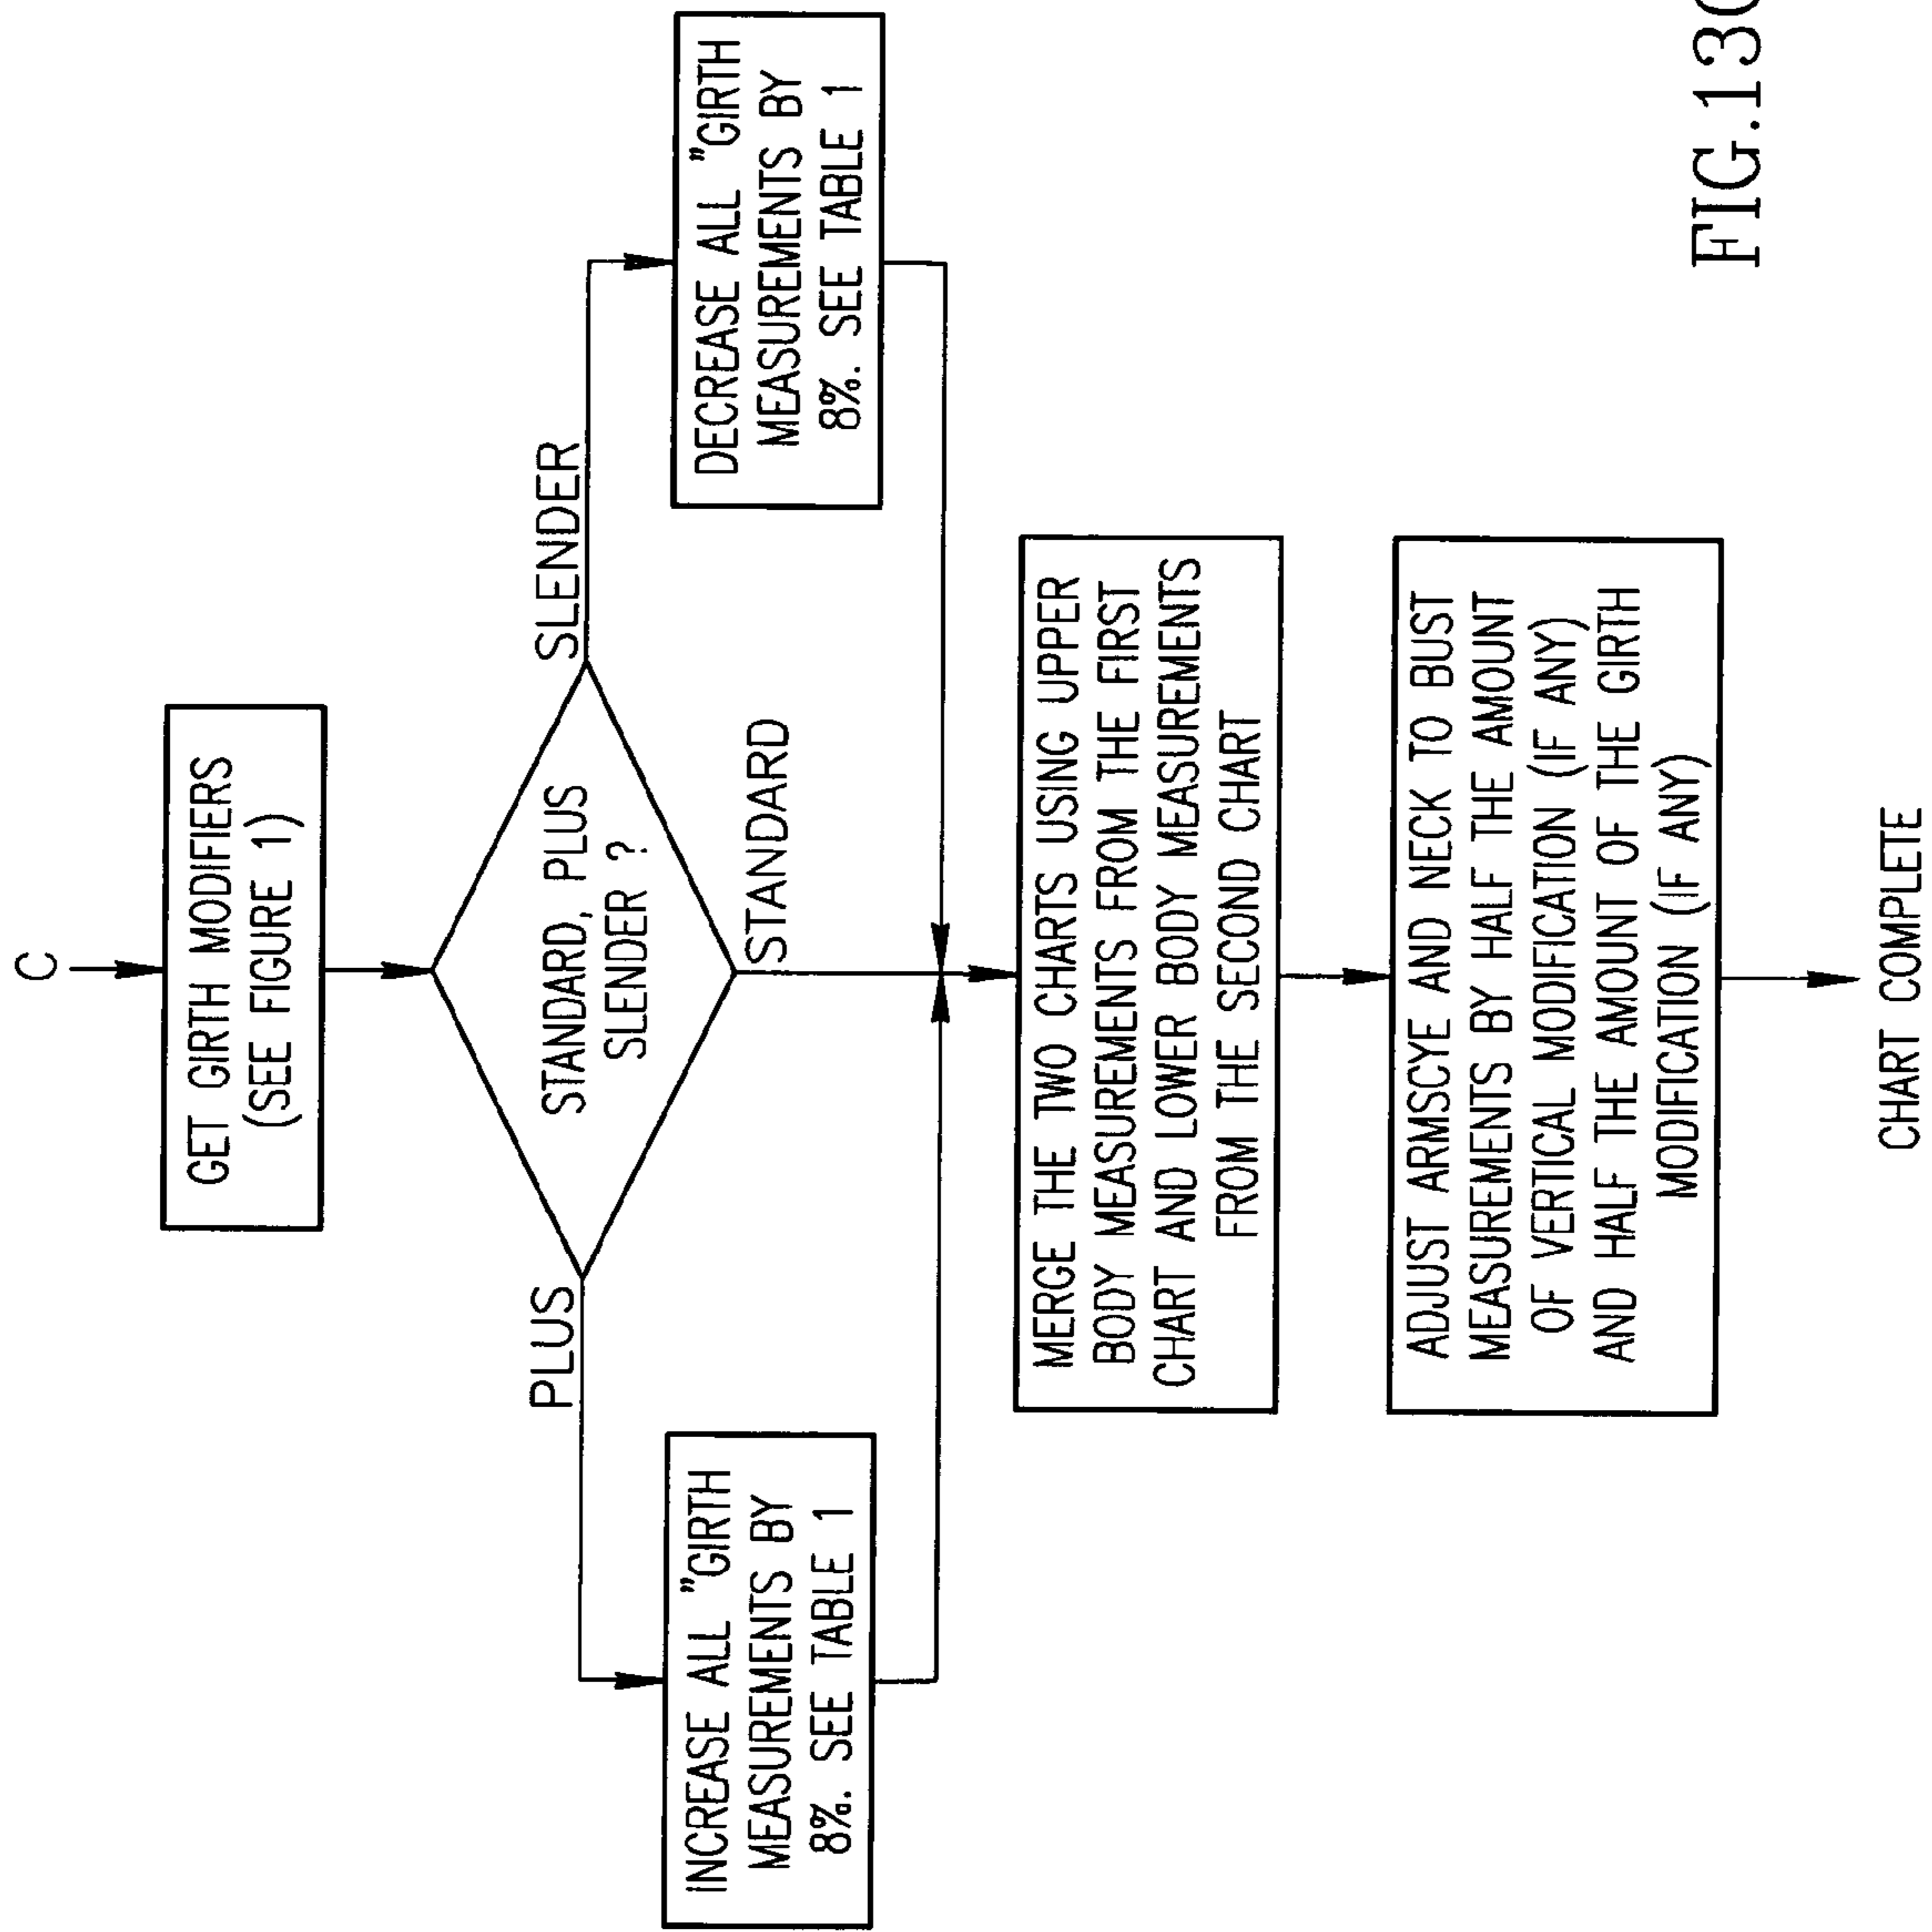 C
GET GIRTH MODIFIERS
(SEE FIGURE 1)
STANDARD, PLUS
SLENDER ?
PLUS
SLENDER
STANDARD
INCREASE ALL "GIRTH
MEASUREMENTS BY
8%. SEE TABLE 1
DECREASE ALL "GIRTH
MEASUREMENTS BY
8%. SEE TABLE 1
MERGE THE TWO CHARTS USING UPPER
BODY MEASUREMENTS FROM THE FIRST
CHART AND LOWER BODY MEASUREMENTS
FROM THE SECOND CHART
ADJUST ARMSCYE AND NECK TO BUST
MEASUREMENTS BY HALF THE AMOUNT
OF VERTICAL MODIFICATION (IF ANY)
AND HALF THE AMOUNT OF THE GIRTH
MODIFICATION (IF ANY)
CHART COMPLETE
FIG.13C